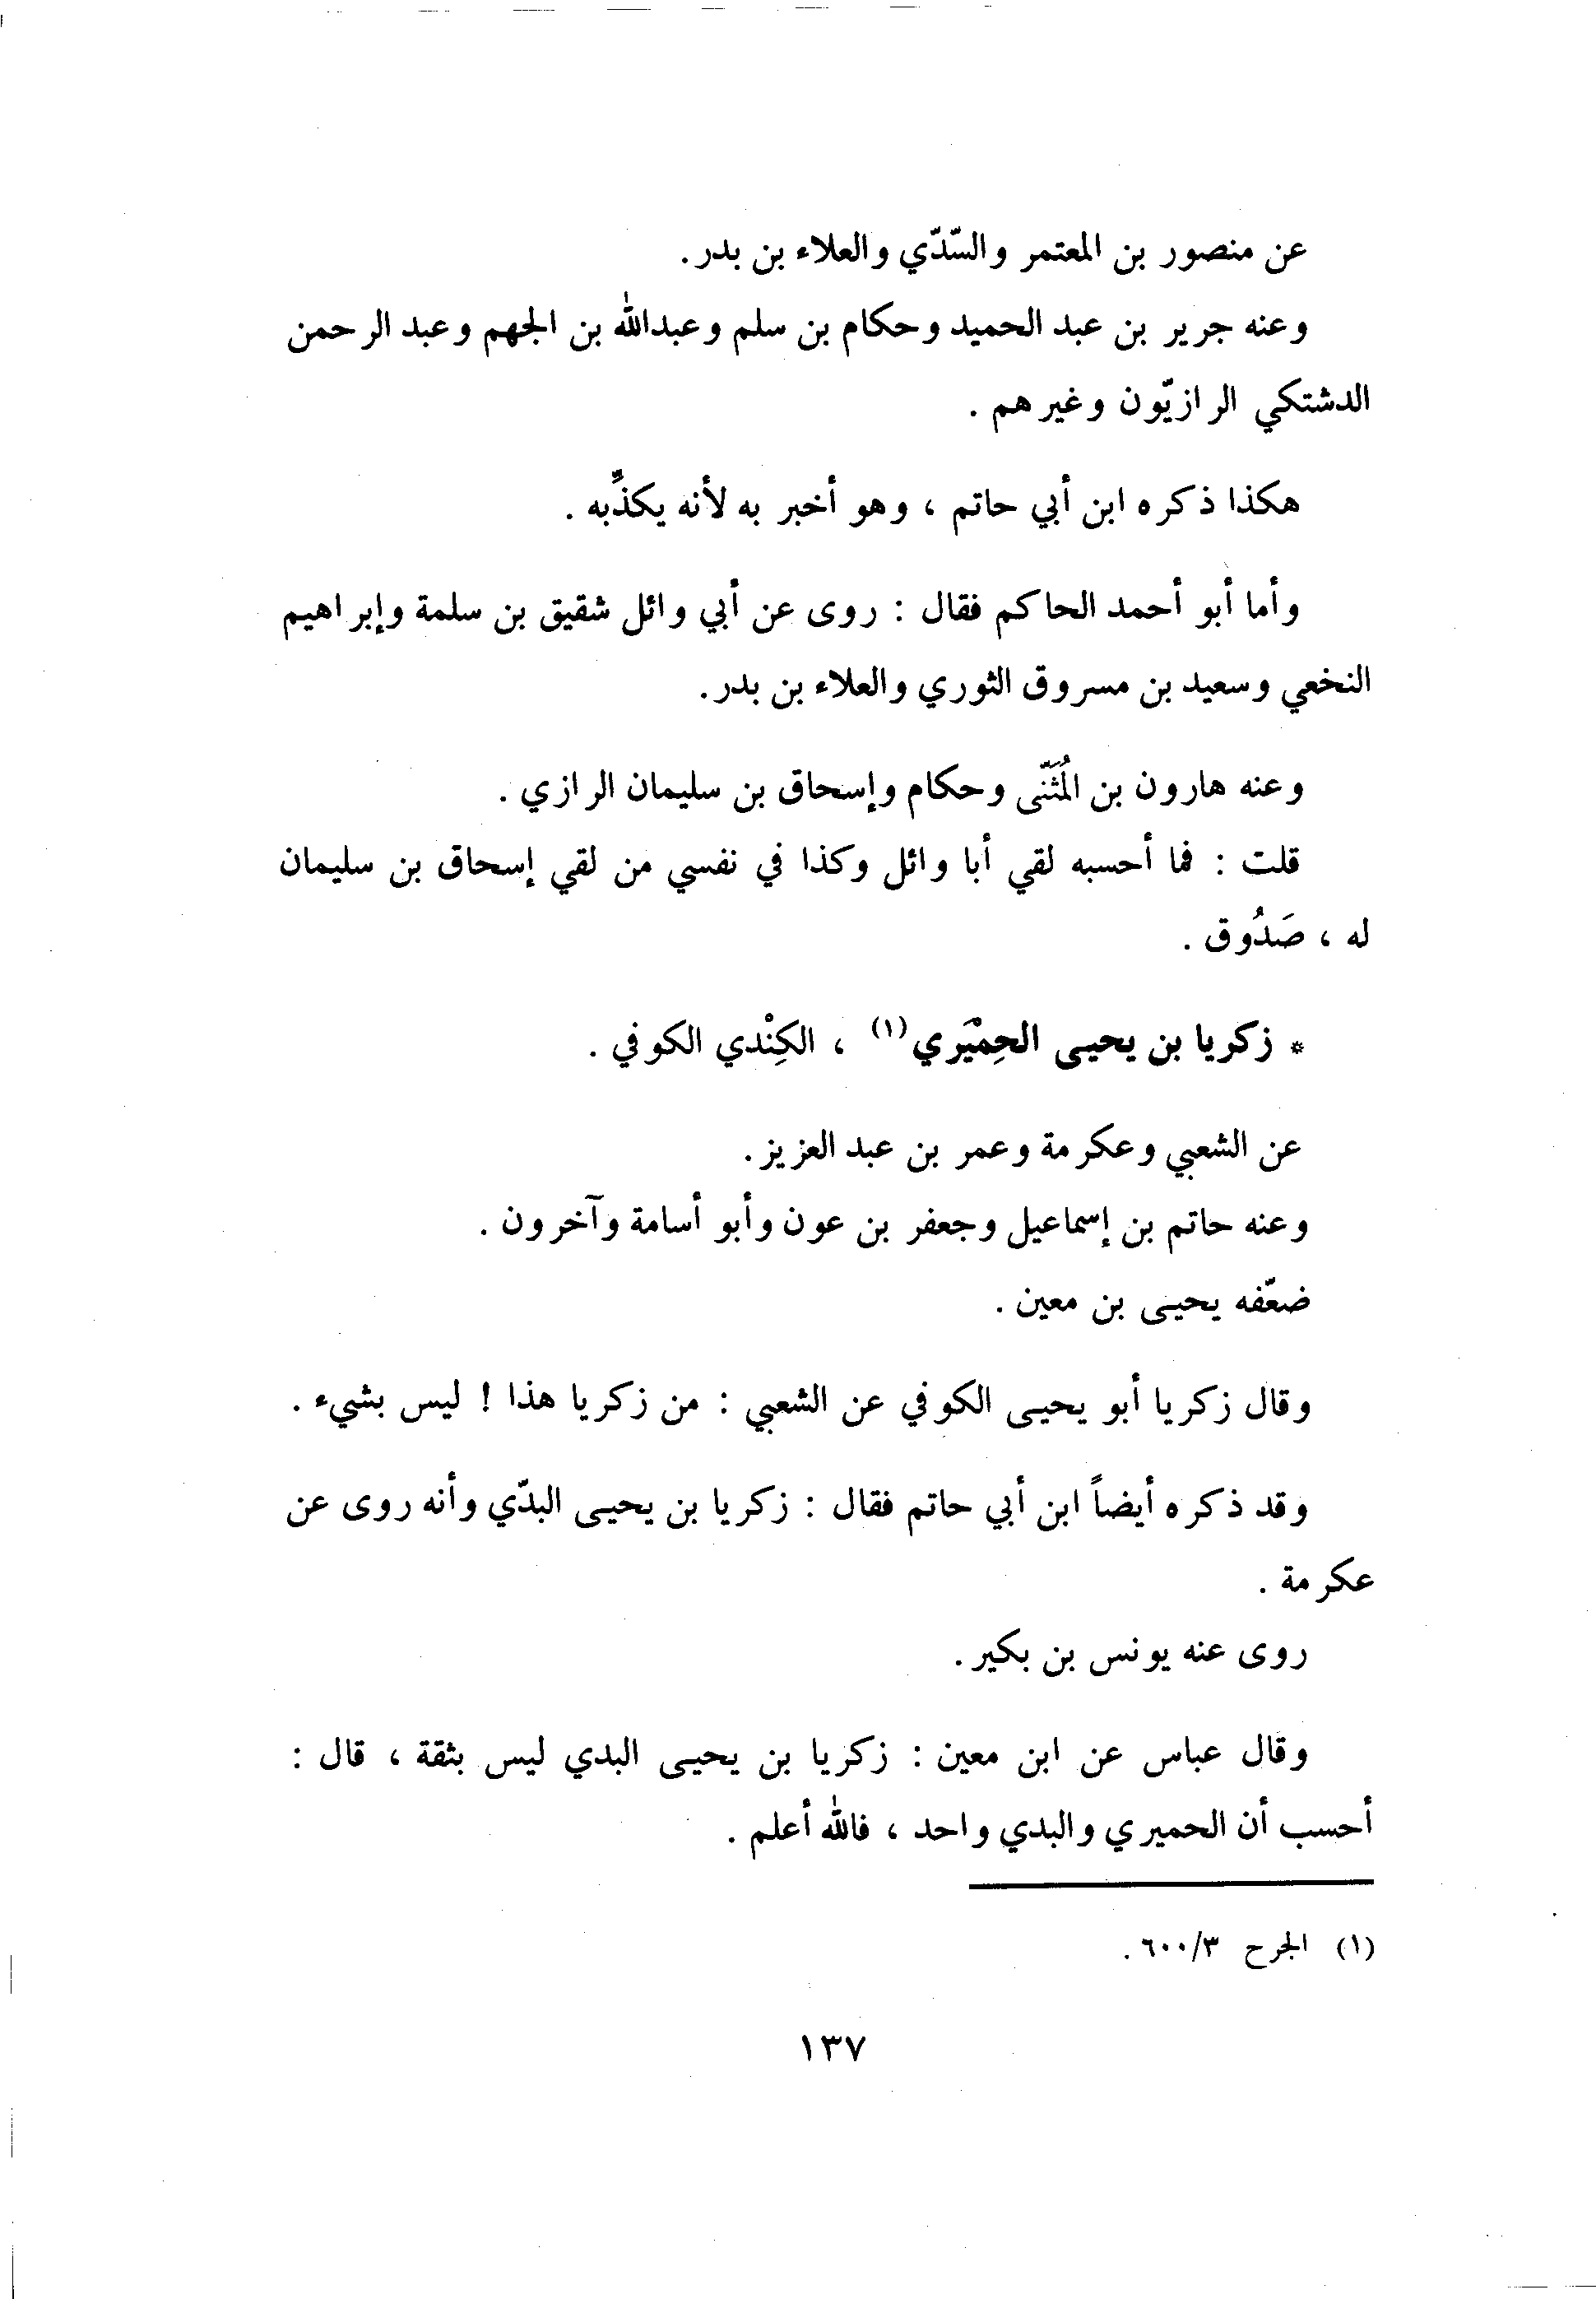 عن منصور بن المعتمر والسّدّي والعلاء بن بدر.
وعنه جرير بن عبد الحميد وحكام بن سلم وعبدالله بن الجهم وعبد الرحمن
الدشتكي الرازيّون وغيرهم .
هكذا ذكره ابن أبي حاتم ، وهو أخبر به لأنه يكذّبه .
وأما أبو أحمد الحاكم فقال : روى عن أبي وائل شقيق بن سلمة وإبراهيم
النخعي وسعيد بن مسروق الثوري والعلاء بن بدر.
وعنه هارون بن المُثَنّى وحكام وإسحاق بن سليمان الرازي .
قلت : فما أحسبه لقي أبا وائل وكذا في نفسي من لقي إسحاق بن سليمان
له ، صَدُوق .
* زكريا بن يحيى الحِمْيَري(١) ، الكِنْدي الكوفي .
عن الشعبي وعكرمة وعمر بن عبد العزيز.
وعنه حاتم بن إسماعيل وجعفر بن عون وأبو أسامة وآخرون .
ضعّفه يحيى بن معين .
وقال زكريا أبو يحيى الكوفي عن الشعبي : من زكريا هذا ! ليس بشيء .
وقد ذكره أيضاً ابن أبي حاتم فقال : زكريا بن يحيى البدّي وأنه روى عن
عكرمة .
روى عنه يونس بن بكير.
وقال عباس عن ابن معين : زكريا بن يحيى البدي ليس بثقة ، قال :
أحسب أن الحميري والبدي واحد ، فالله أعلم .
(١) الجرح ٦٠٠/٣ .
١٣٧